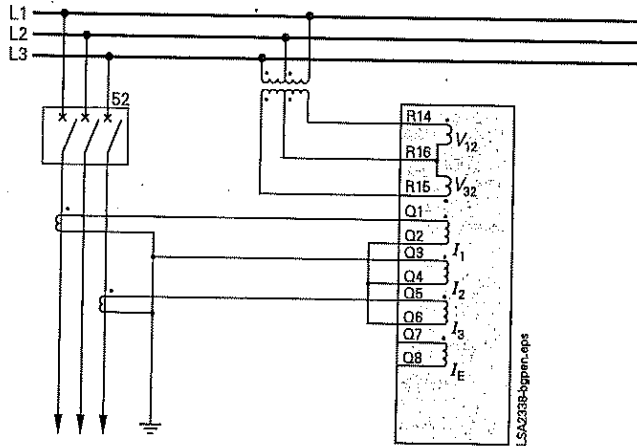 L1
L2
L3
52
R14
V12
R16
R15
V32
Q1
Q2
I1
Q3
Q4
I2
Q5
Q6
I3
Q7
Q8
IE
LSA2338-bgpen.eps